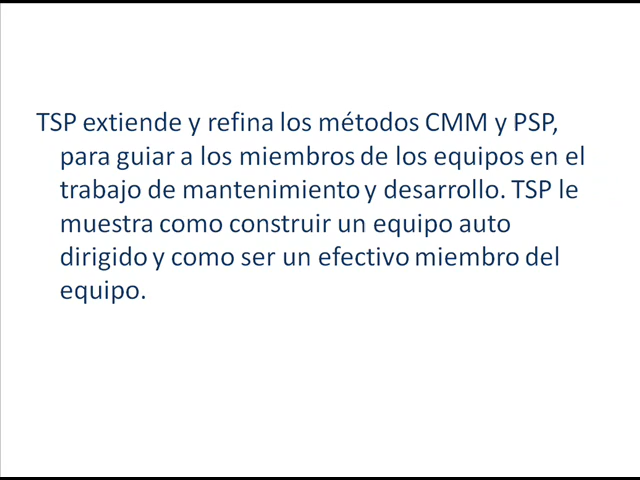 TSP extiende y refina los métodos CMM y PSP,
para guiar a los miembros de los equipos en el
trabajo de mantenimiento y desarrollo. TSP le
muestra como construir un equipo auto
dirigido y como ser un efectivo miembro del
equipo.